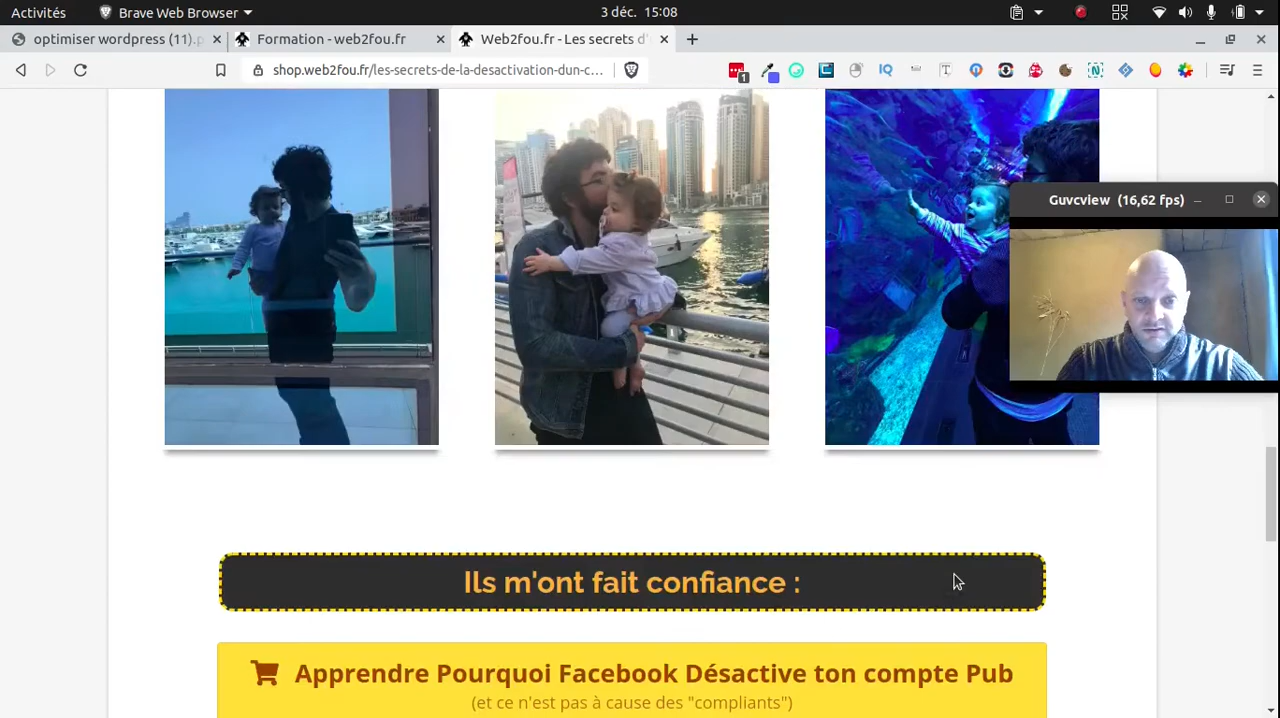 Activités
Brave Web Browser
3 déc. 15:08
optimiser wordpress (11).p
Formation - web2fou.fr
Web2fou.fr - Les secrets d'
shop.web2fou.fr/les-secrets-de-la-desactivation-dun-c...
1
IQ
T
N
Guvcview (16,62 fps)
Ils m'ont fait confiance :
Apprendre Pourquoi Facebook Désactive ton compte Pub
(et ce n'est pas à cause des "compliants")